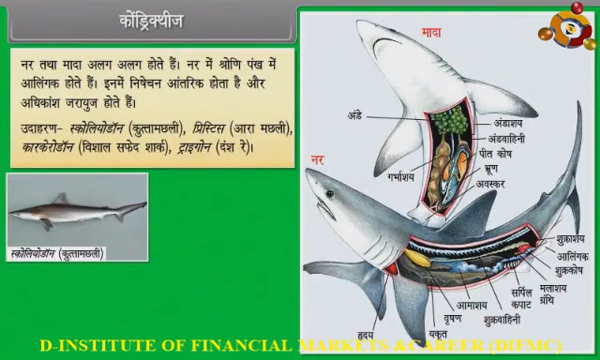 कोंड्रिक्थीज
नर तथा मादा अलग अलग होते हैं। नर में श्रोणि पंख में
आलिंगक होते हैं। इनमें निषेचन आंतरिक होता है और
अधिकांश जरायुज होते हैं।
उदाहरण– स्कोलियोडॉन (कुत्तामछली), प्रिस्टिस (आरा मछली),
कारकेरोडॉन (विशाल सफेद शार्क), ट्राइगोन (दंश रे)।
स्कोलियोडॉन (कुत्तामछली)
मादा
अंडे
अंडाशय
अंडवाहिनी
पीत कोष
भ्रूण
अवस्कर
गर्भाशय
नर
शुक्राशय
आलिंगक
शुक्रकोष
मलाशय
ग्रंथि
सर्पिल
कपाट
शुक्रवाहिनी
आमाशय
वृषण
यकृत
हृदय
D-INSTITUTE OF FINANCIAL MARKETS &CAREER (DIFMC)